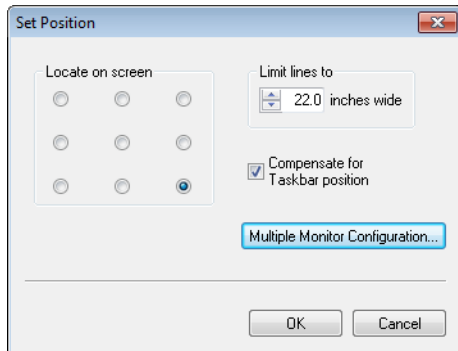 Set Position
Locate on screen
Limit lines to
22.0 inches wide
Compensate for
Taskbar position
Multiple Monitor Configuration...
OK
Cancel